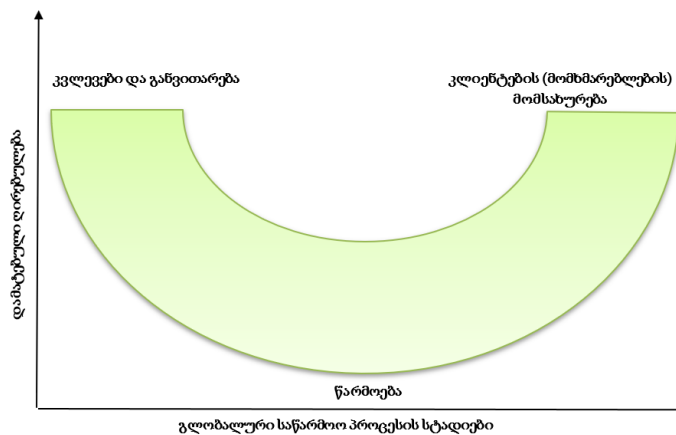 კვლევები და განვითარება
კლიენტების (მომხმარებლების)
მომსახურება
დამატებული ღირებულება
წარმოება
გლობალური საწარმოო პროცესის სტადიები